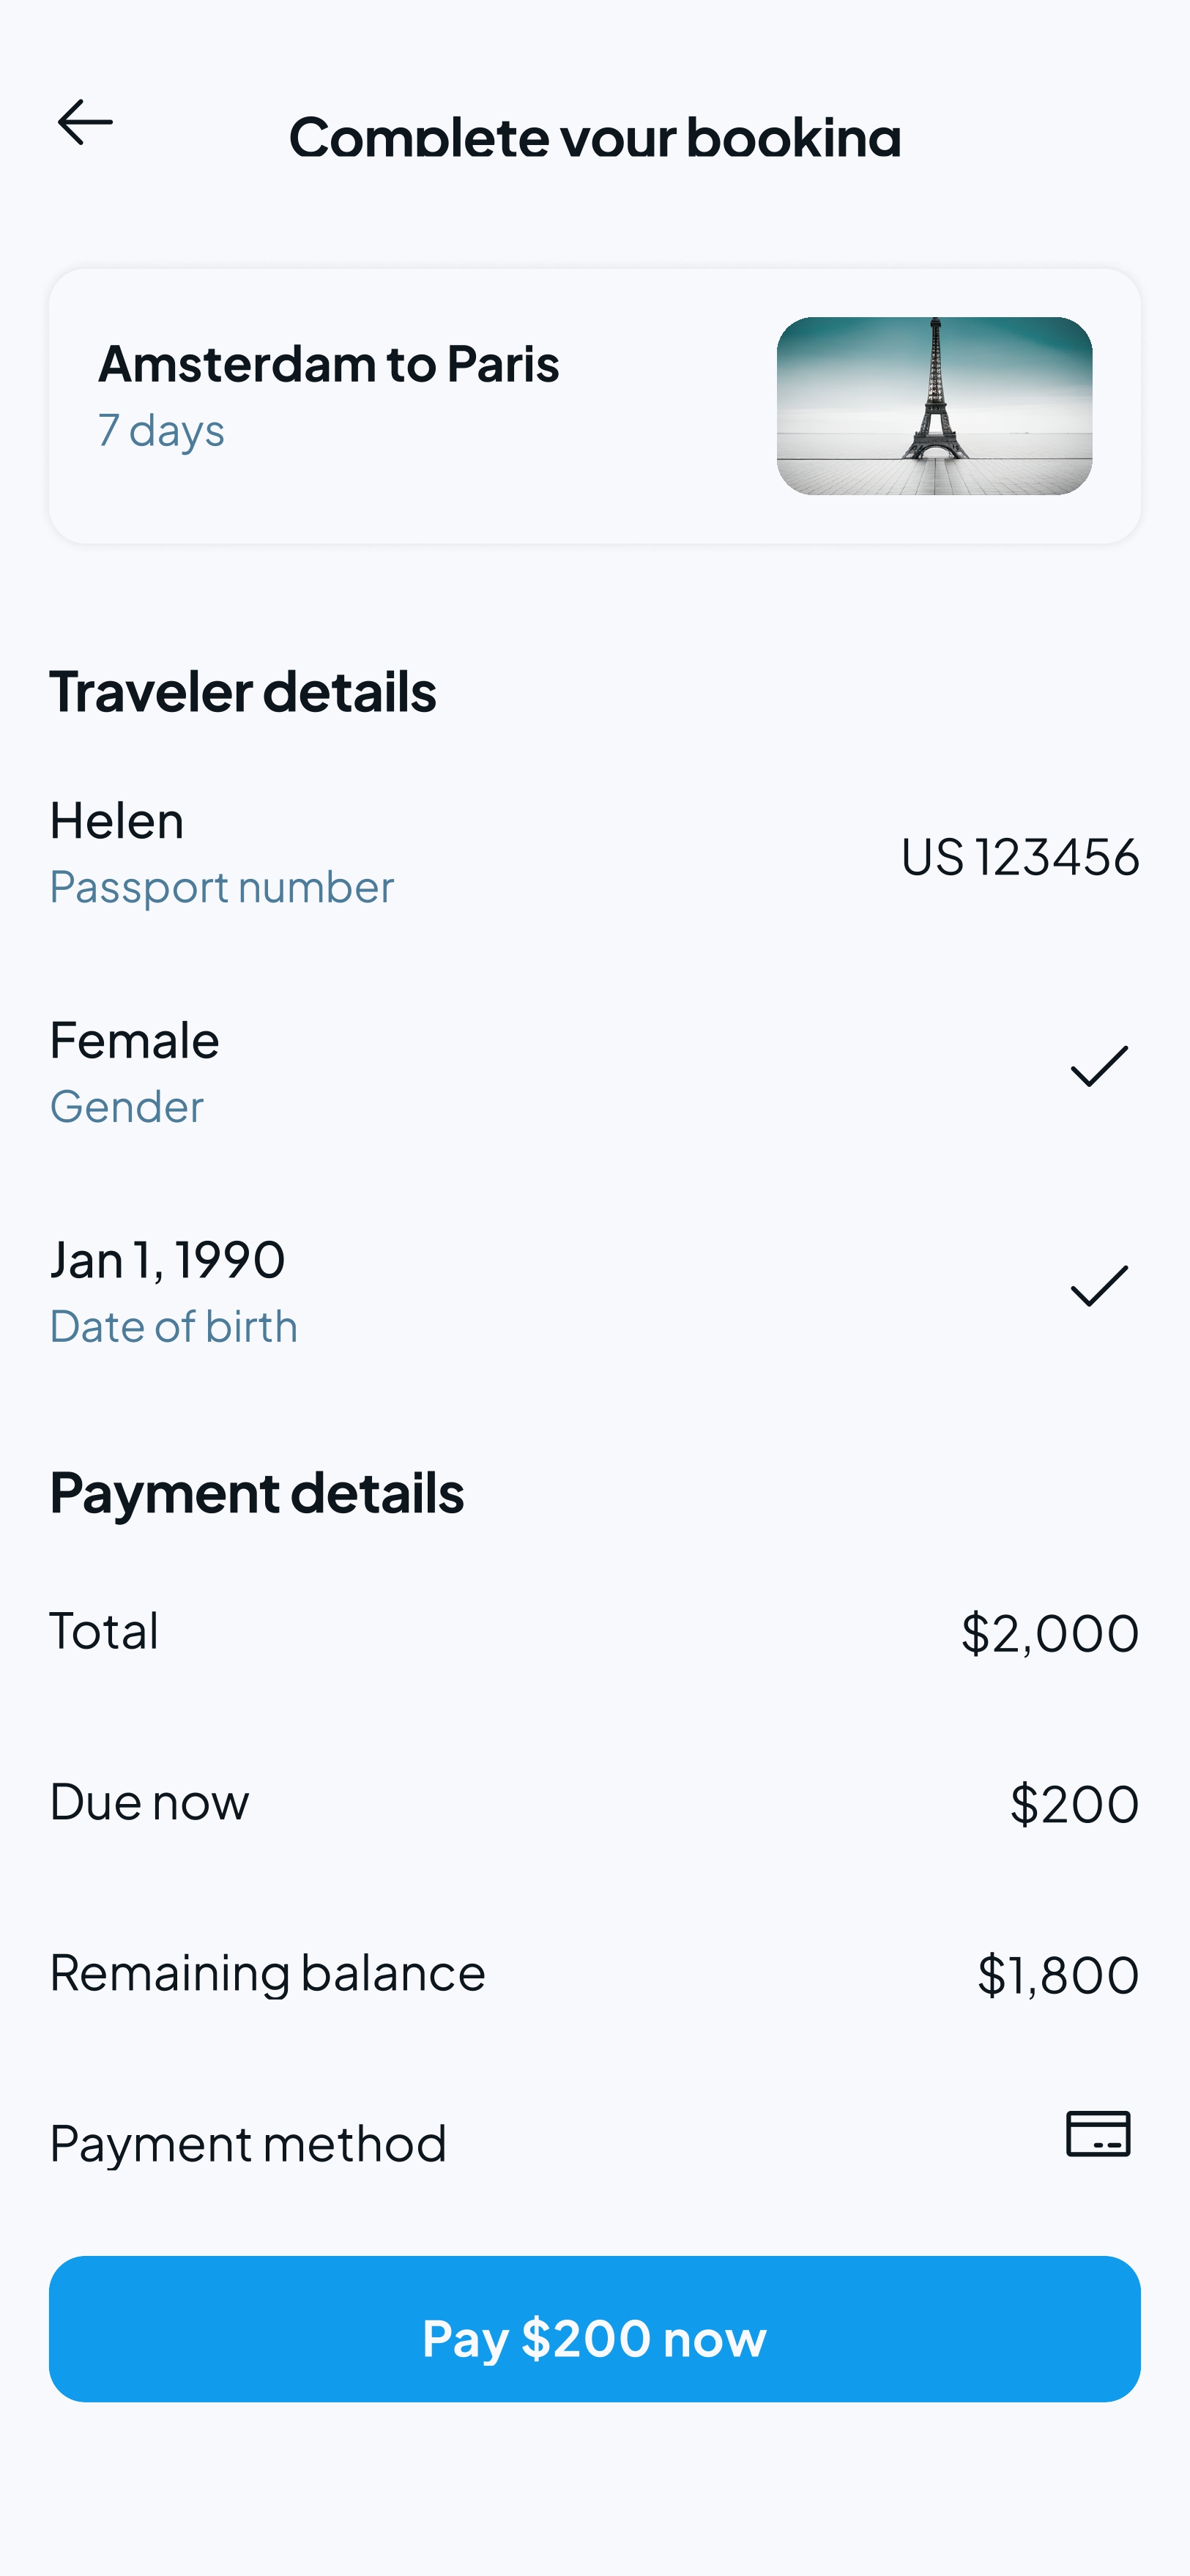 Complete your booking
Amsterdam to Paris
7 days
Traveler details
Helen
Passport number
US 123456
Female
Gender
Jan 1, 1990
Date of birth
Payment details
Total
$2,000
Due now
$200
Remaining balance
$1,800
Payment method
Pay $200 now